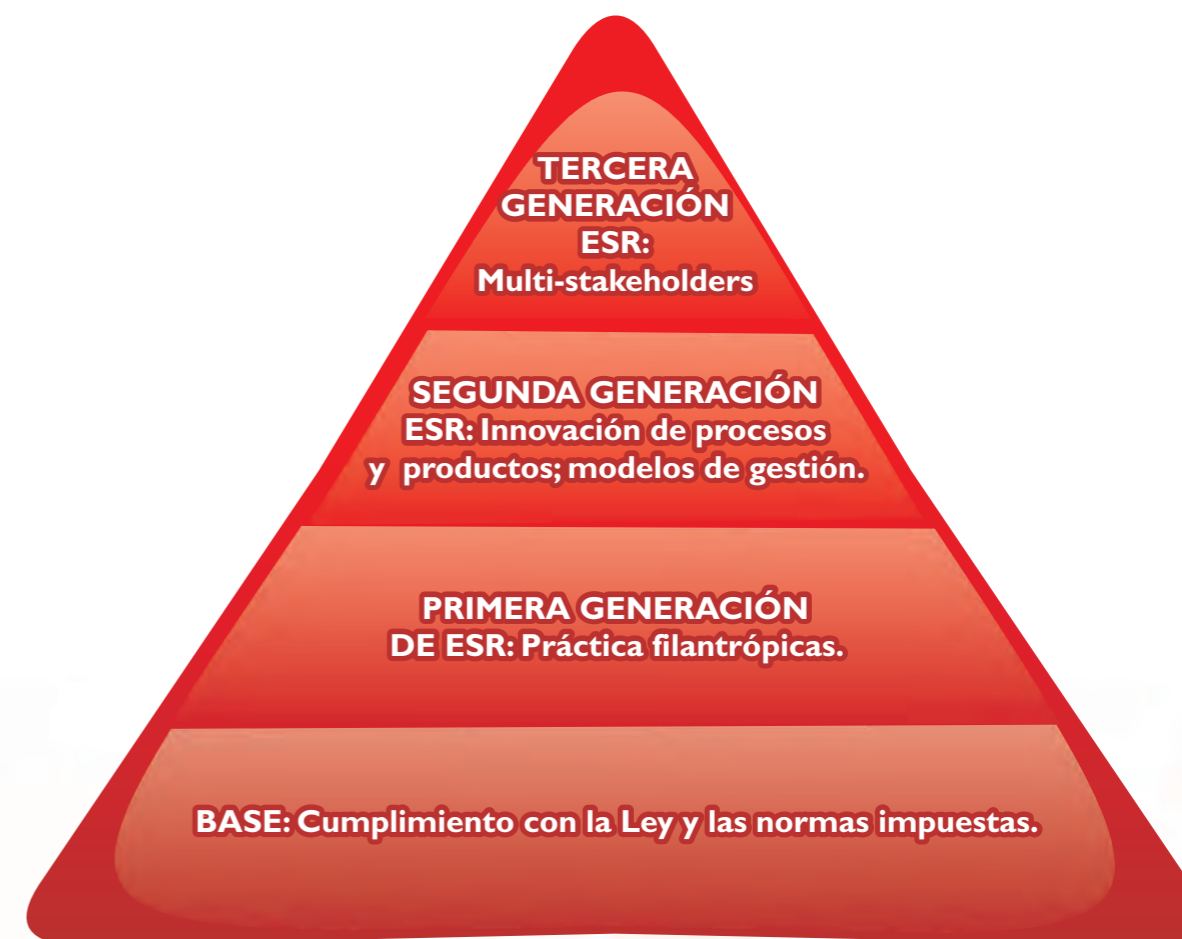 TERCERA
GENERACIÓN
ESR:
Multi-stakeholders
SEGUNDA GENERACIÓN
ESR: Innovación de procesos
y productos; modelos de gestión.
PRIMERA GENERACIÓN
DE ESR: Práctica filantrópicas.
BASE: Cumplimiento con la Ley y las normas impuestas.